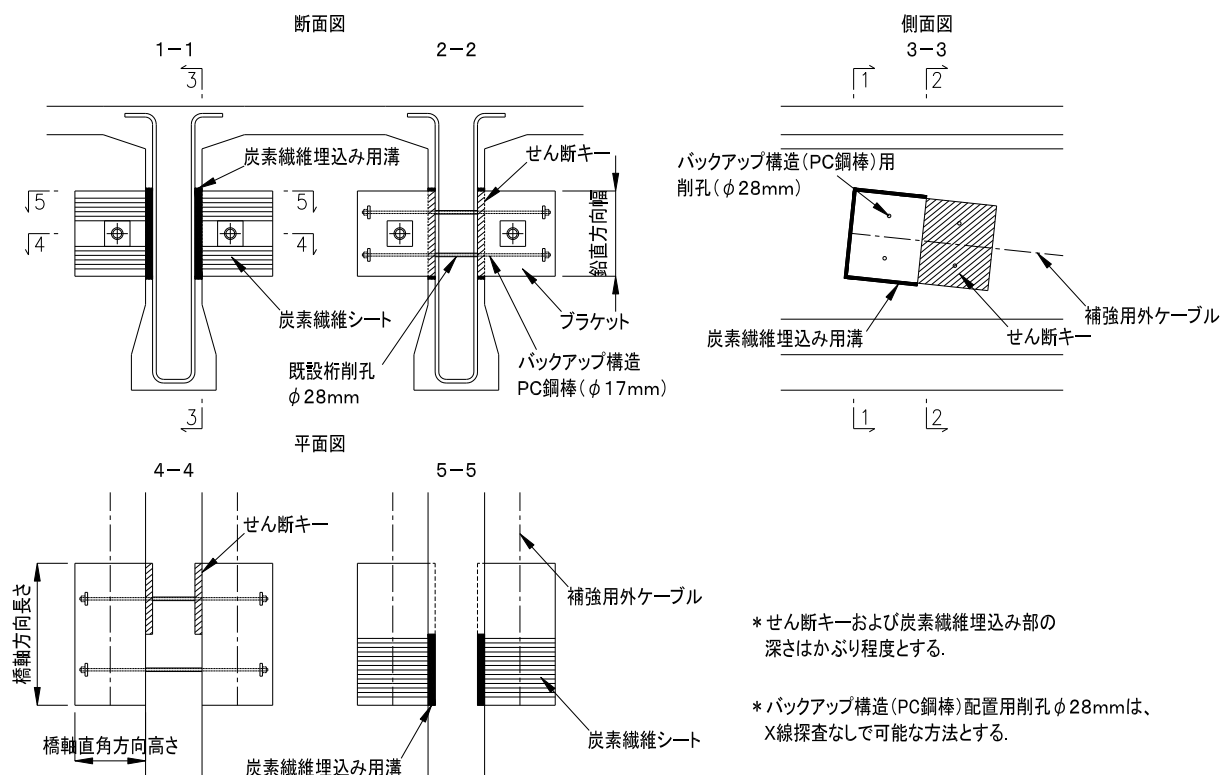 断面図
1－1
2－2
3
炭素繊維埋込み用溝
せん断キー
5
5
4
4
鉛直方向幅
炭素繊維シート
ブラケット
既設桁削孔
φ28mm
バックアップ構造
PC鋼棒(φ17mm)
3
側面図
3－3
1
2
バックアップ構造(PC鋼棒)用
削孔(φ28mm)
補強用外ケーブル
炭素繊維埋込み用溝
せん断キー
1
2
平面図
4－4
5－5
せん断キー
補強用外ケーブル
橋軸方向長さ
橋軸直角方向高さ
炭素繊維埋込み用溝
炭素繊維シート
＊せん断キーおよび炭素繊維埋込み部の
深さはかぶり程度とする.
＊バックアップ構造(PC鋼棒)配置用削孔φ28mmは、
X線探査なしで可能な方法とする.